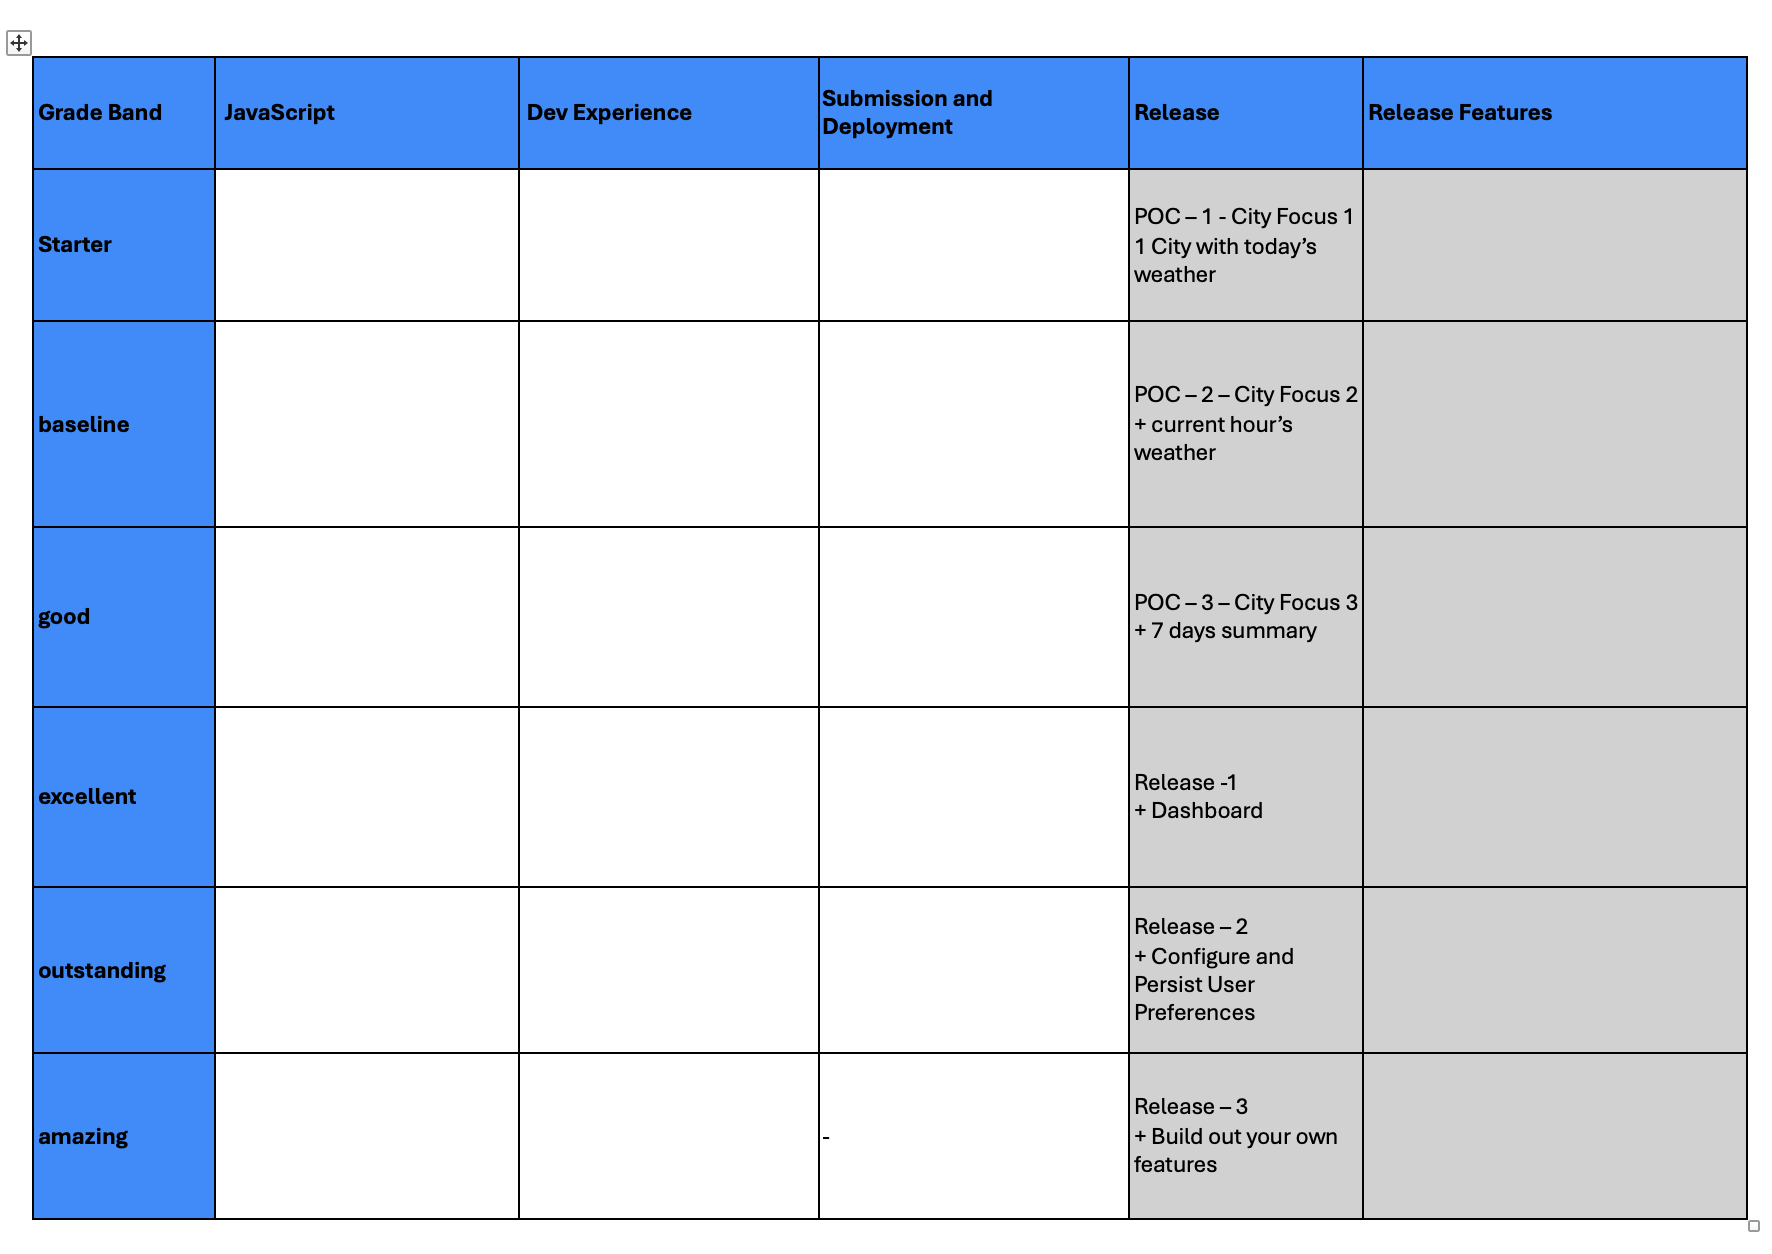 Grade Band
JavaScript
Dev Experience
Submission and
Deployment
Release
Release Features
Starter
POC – 1 - City Focus 1
1 City with today’s
weather
baseline
POC – 2 – City Focus 2
+ current hour’s
weather
good
POC – 3 – City Focus 3
+ 7 days summary
excellent
Release -1
+ Dashboard
outstanding
Release – 2
+ Configure and
Persist User
Preferences
amazing
-
Release – 3
+ Build out your own
features